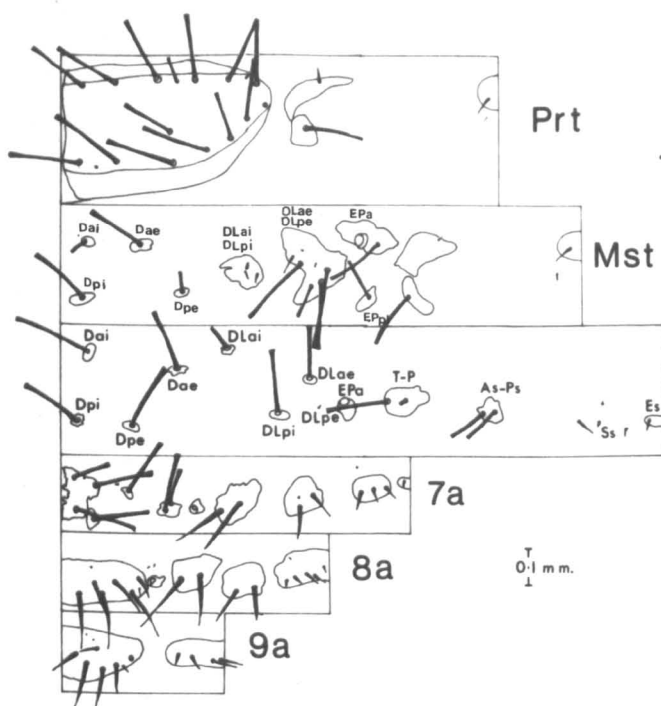 Prt
Dai
Dae
DLai
DLpi
DLae
DLpe
EPa
Mst
Dpi
Dpe
Dai
DLai
Dae
DLae
Dpi
Dpe
DLpi
DLpe
EPa
T-P
As-Ps
Ss
Es
7a
8a
0·1 mm.
9a